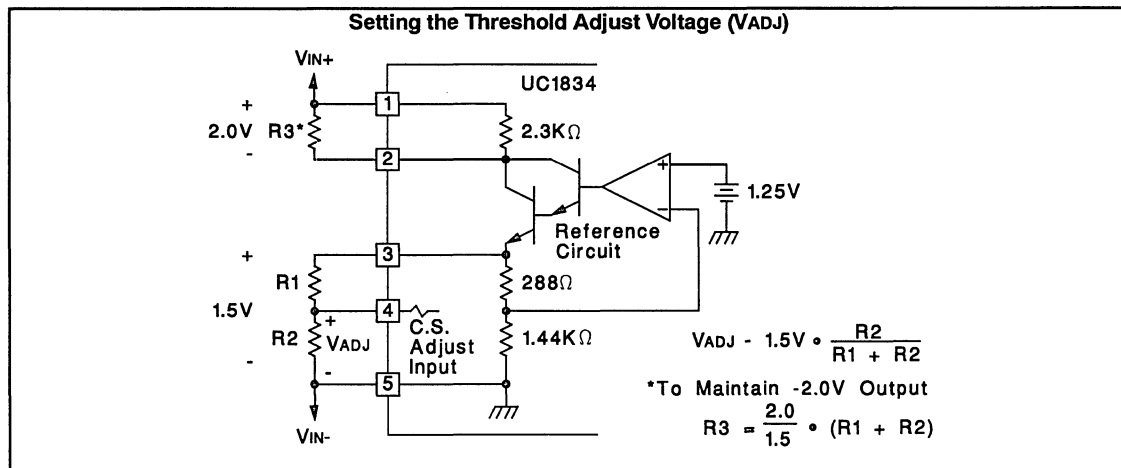 Setting the Threshold Adjust Voltage (VADJ)
VIN+
UC1834
1
+
2.0V R3*
-
2.3KΩ
2
+
-
1.25V
Reference
Circuit
3
+
R1
288Ω
1.5V
4
+
C.S.
Adjust
Input
R2
VADJ
-
-
1.44KΩ
5
VIN-
VADJ - 1.5V • R2 / R1 + R2
*To Maintain -2.0V Output
R3 = 2.0 / 1.5 • (R1 + R2)